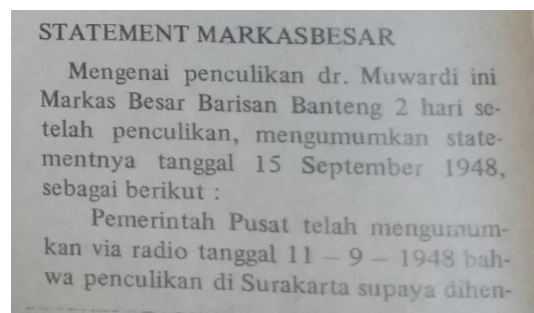 STATEMENT MARKASBESAR
Mengenai penculikan dr. Muwardi ini
Markas Besar Barisan Banteng 2 hari se-
telah penculikan, mengumumkan state-
mentnya tanggal 15 September 1948,
sebagai berikut :
Pemerintah Pusat telah mengumum-
kan via radio tanggal 11 – 9 – 1948 bah-
wa penculikan di Surakarta supaya dihen-